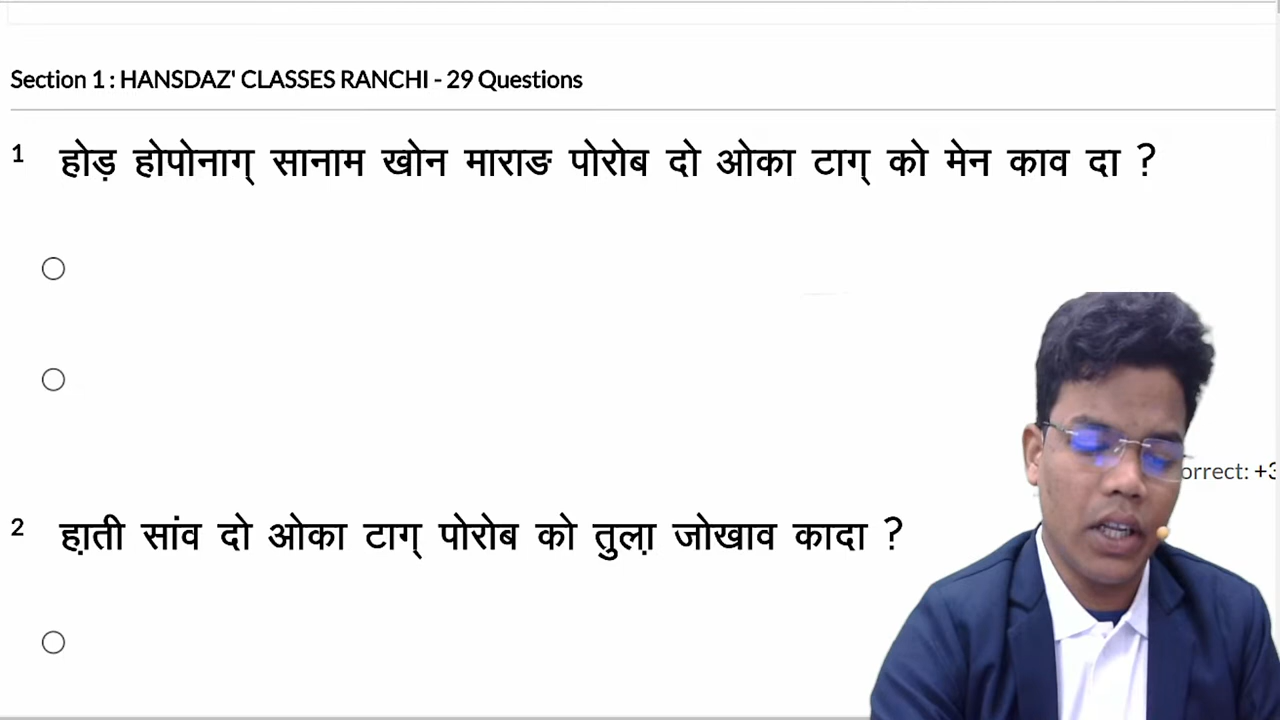 Section 1 : HANSDAZ' CLASSES RANCHI - 29 Questions
1 होड़ होपोनाग् सानाम खोन माराङ पोरोब दो ओका टाग् को मेन काव दा ?
orrect: +3
2 हा़ती सांव दो ओका टाग् पोरोब को तुला़ जोखाव कादा ?